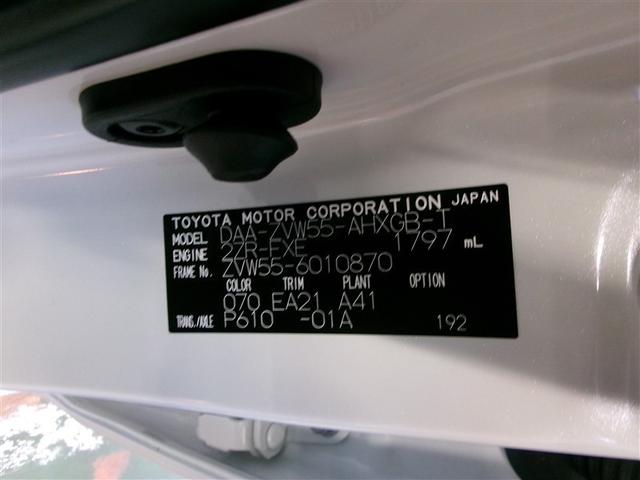 TOYOTA MOTOR CORPORATION JAPAN
MODEL DAA-ZVW55-AHXGB-T
ENGINE 2ZR-FXE 1797 mL
FRAME No. ZVW55-6010870
COLOR TRIM PLANT OPTION
070 EA21 A41
TRANS./AXLE P610 -01A 192